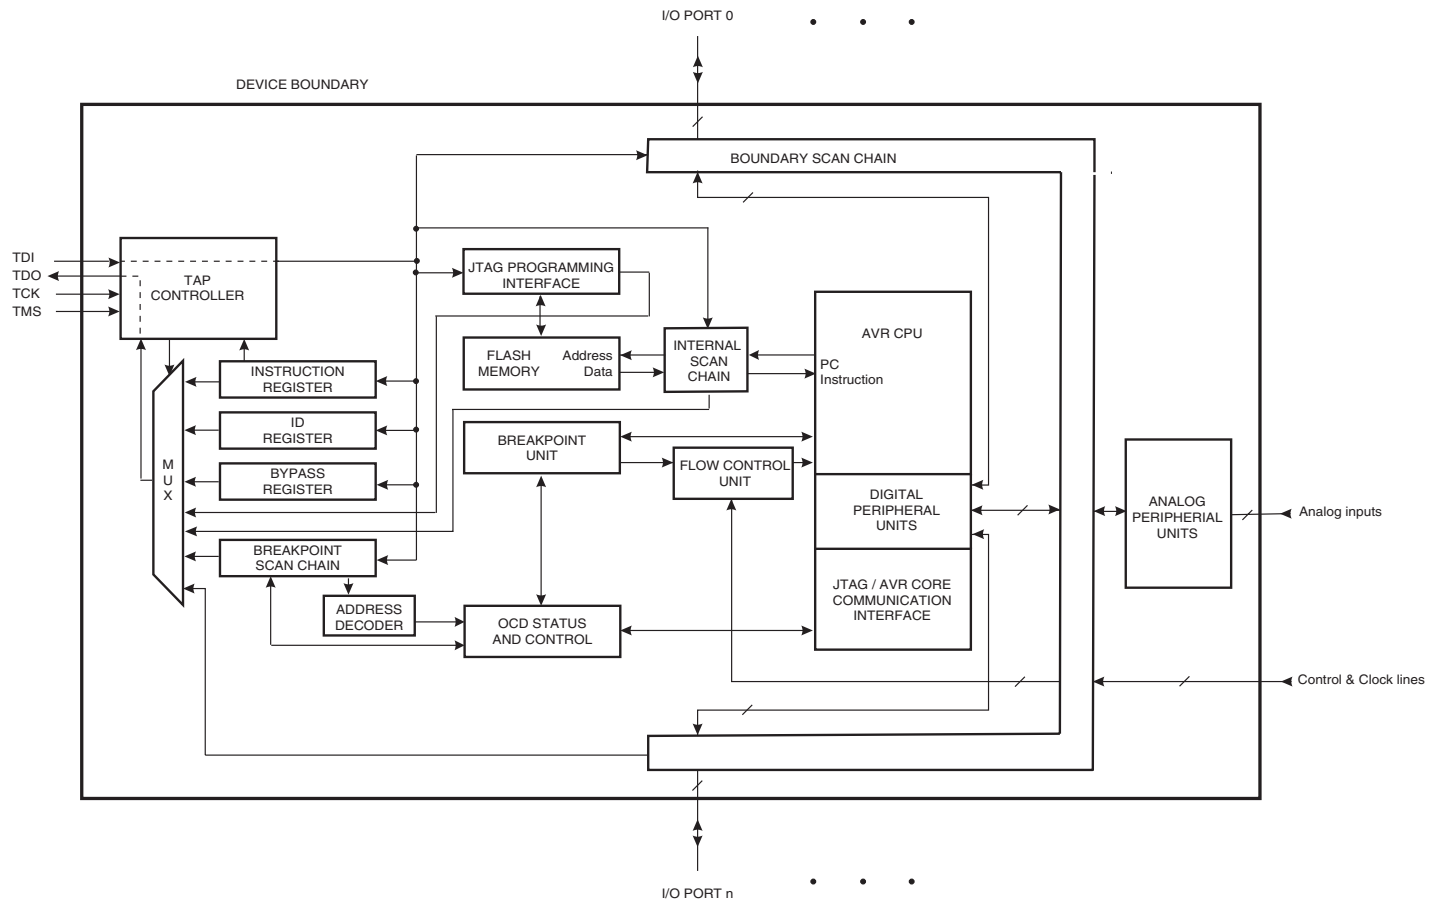 I/O PORT 0
DEVICE BOUNDARY
BOUNDARY SCAN CHAIN
TDI
TDO
TCK
TMS
TAP
CONTROLLER
JTAG PROGRAMMING
INTERFACE
FLASH
MEMORY
Address
Data
INTERNAL
SCAN
CHAIN
AVR CPU
PC
Instruction
INSTRUCTION
REGISTER
ID
REGISTER
BYPASS
REGISTER
M
U
X
BREAKPOINT
UNIT
FLOW CONTROL
UNIT
DIGITAL
PERIPHERAL
UNITS
ANALOG
PERIPHERIAL
UNITS
Analog inputs
BREAKPOINT
SCAN CHAIN
ADDRESS
DECODER
OCD STATUS
AND CONTROL
JTAG / AVR CORE
COMMUNICATION
INTERFACE
Control & Clock lines
I/O PORT n